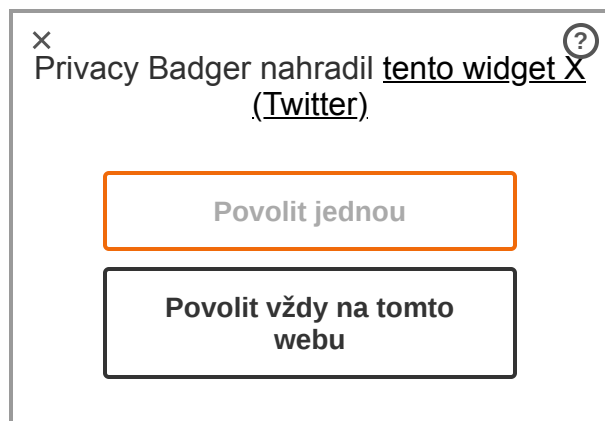 ×
?
Privacy Badger nahradil tento widget X
(Twitter)
Povolit jednou
Povolit vždy na tomto
webu